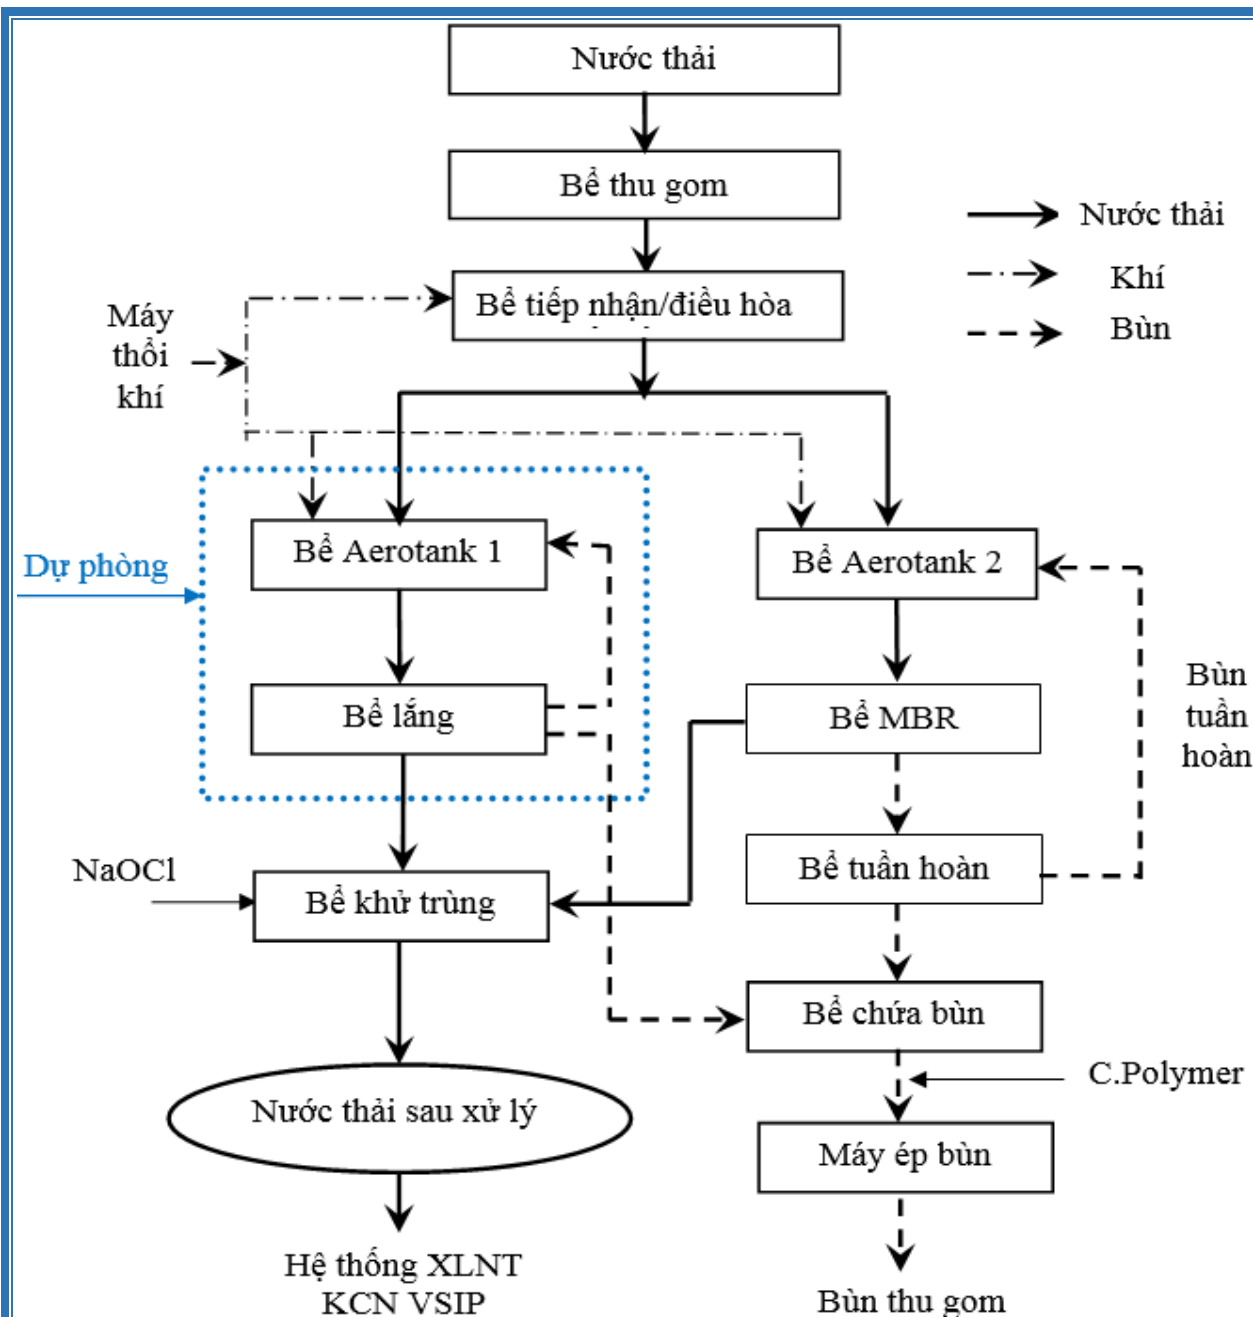 Nước thải
Bể thu gom
Nước thải
Bể tiếp nhận/điều hòa
Khí
Bùn
Máy
thổi
khí
Dự phòng
Bể Aerotank 1
Bể Aerotank 2
Bể lắng
Bể MBR
Bùn
tuần
hoàn
NaOCl
Bể khử trùng
Bể tuần hoàn
Bể chứa bùn
C.Polymer
Nước thải sau xử lý
Máy ép bùn
Hệ thống XLNT
KCN VSIP
Bùn thu gom